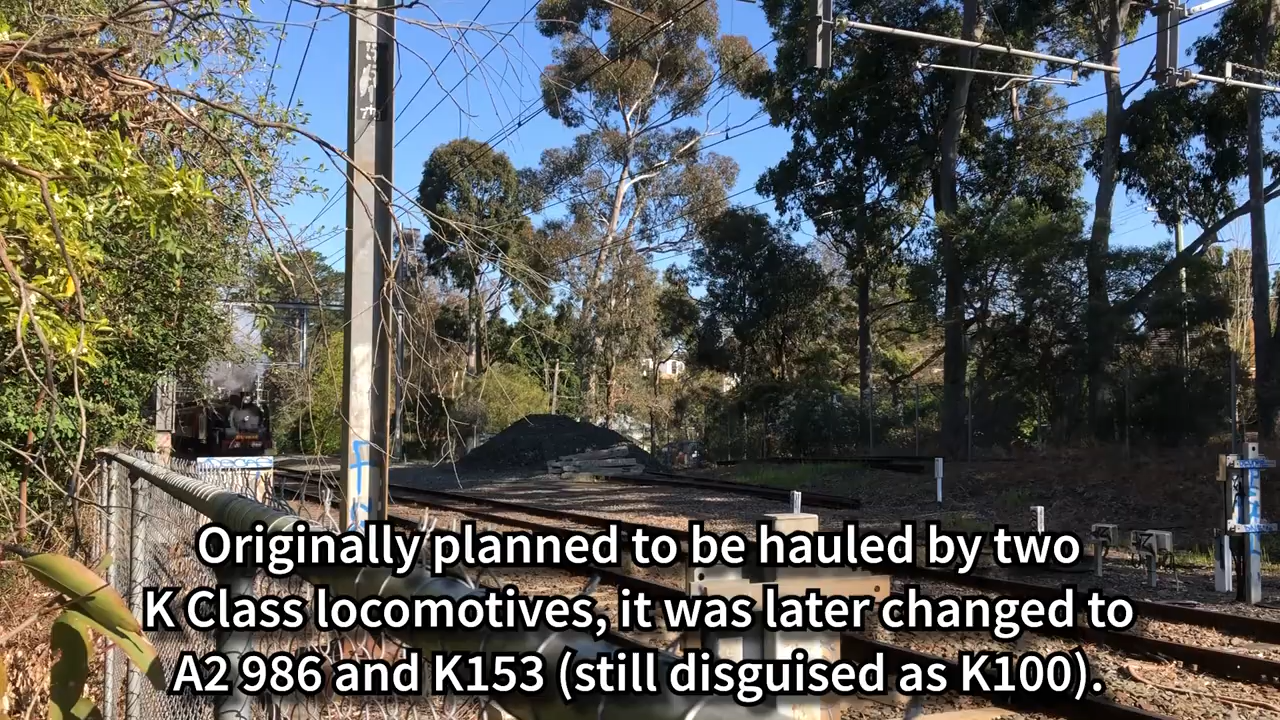 Originally planned to be hauled by two
K Class locomotives, it was later changed to
A2 986 and K153 (still disguised as K100).